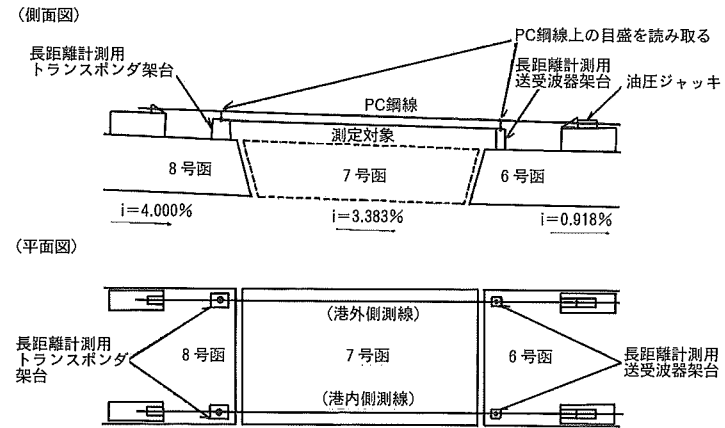 (側面図)
PC鋼線上の目盛を読み取る
長距離計測用
トランスポンダ架台
長距離計測用
送受波器架台
油圧ジャッキ
PC鋼線
測定対象
8号函
7号函
6号函
i=4.000%
i=3.383%
i=0.918%
(平面図)
(港外側測線)
長距離計測用
トランスポンダ
架台
8号函
7号函
6号函
長距離計測用
送受波器架台
(港内側測線)